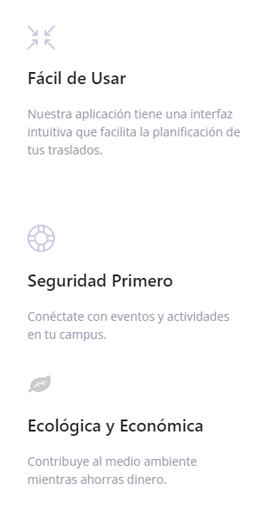 Fácil de Usar
Nuestra aplicación tiene una interfaz
intuitiva que facilita la planificación de
tus traslados.
Seguridad Primero
Conéctate con eventos y actividades
en tu campus.
Ecológica y Económica
Contribuye al medio ambiente
mientras ahorras dinero.